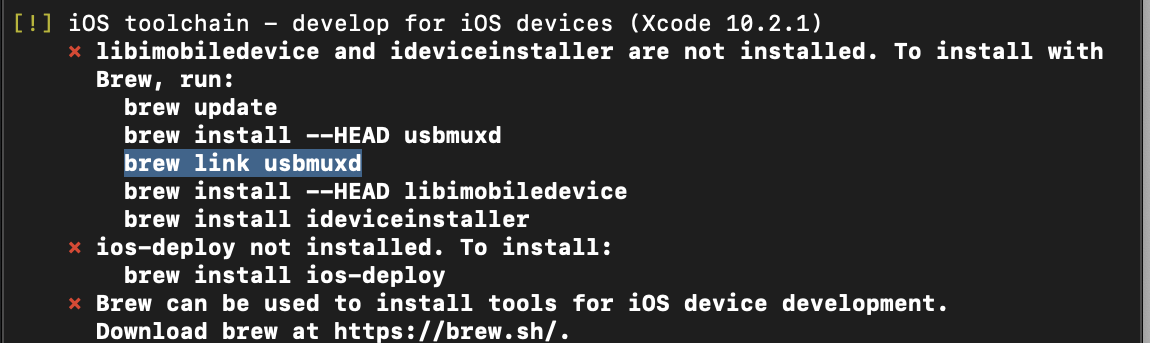 [!] iOS toolchain - develop for iOS devices (Xcode 10.2.1)
✗ libimobiledevice and ideviceinstaller are not installed. To install with
Brew, run:
brew update
brew install --HEAD usbmuxd
brew link usbmuxd
brew install --HEAD libimobiledevice
brew install ideviceinstaller
✗ ios-deploy not installed. To install:
brew install ios-deploy
✗ Brew can be used to install tools for iOS device development.
Download brew at https://brew.sh/.